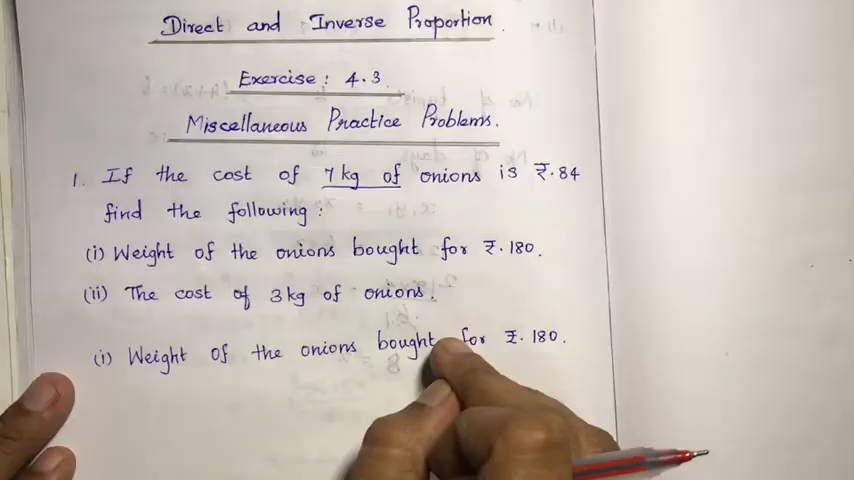 Direct and Inverse Proportion.
Exercise: 4.3.
Miscellaneous Practice Problems.
1. If the cost of 7 kg of onions is ₹.84
find the following:
(i) Weight of the onions bought for ₹.180.
(ii) The cost of 3 kg of onions.
(i) Weight of the onions bought for ₹.180.